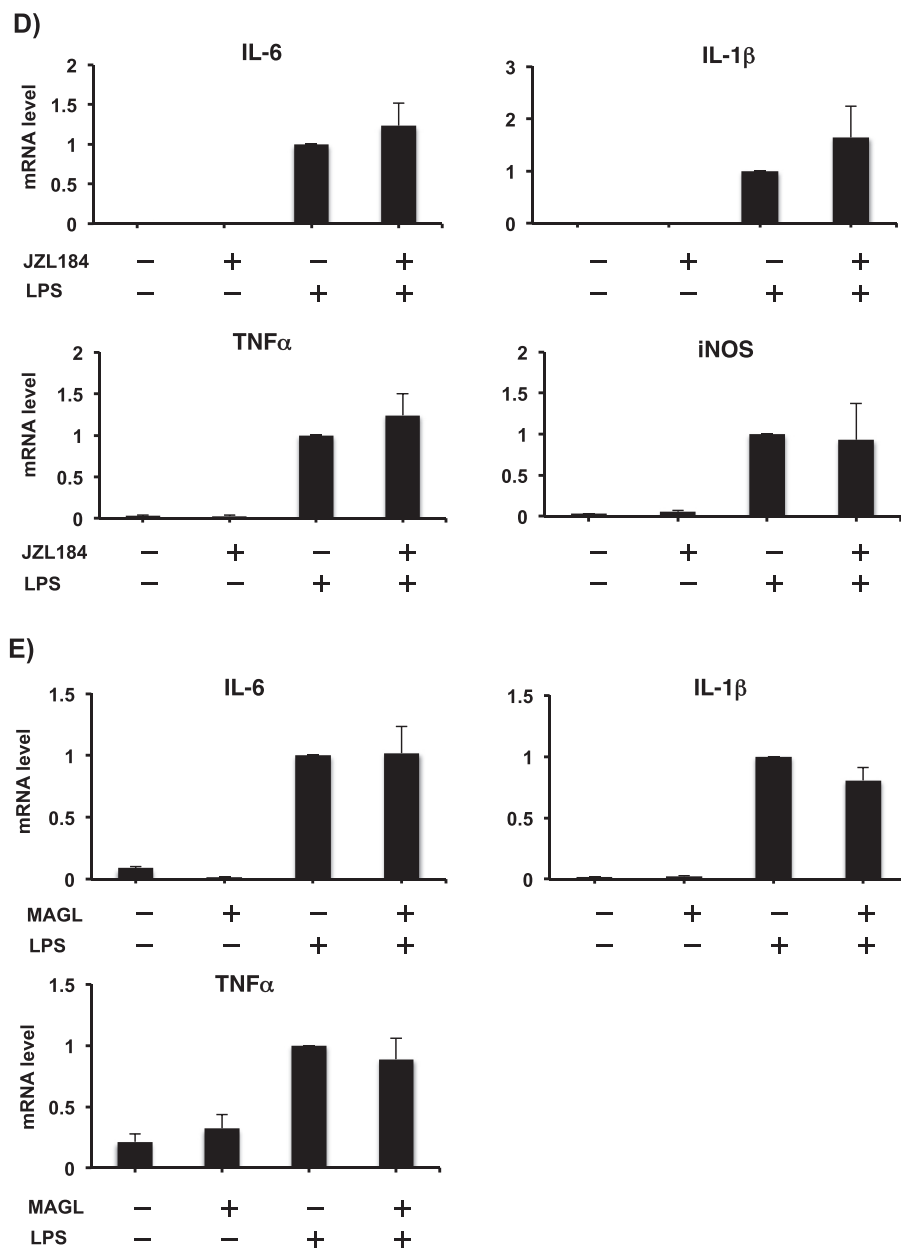 D)
IL-6
IL-1β
mRNA level
2
1.5
1
0.5
0
3
2
1
0
JZL184 − + − + − + − +
LPS − − + + − − + +
TNFα
iNOS
mRNA level
2
1.5
1
0.5
0
2
1.5
1
0.5
0
JZL184 − + − + − + − +
LPS − − + + − − + +
E)
IL-6
IL-1β
mRNA level
1.5
1
0.5
0
1.5
1
0.5
0
MAGL − + − + − + − +
LPS − − + + − − + +
TNFα
mRNA level
1.5
1
0.5
0
MAGL − + − +
LPS − − + +